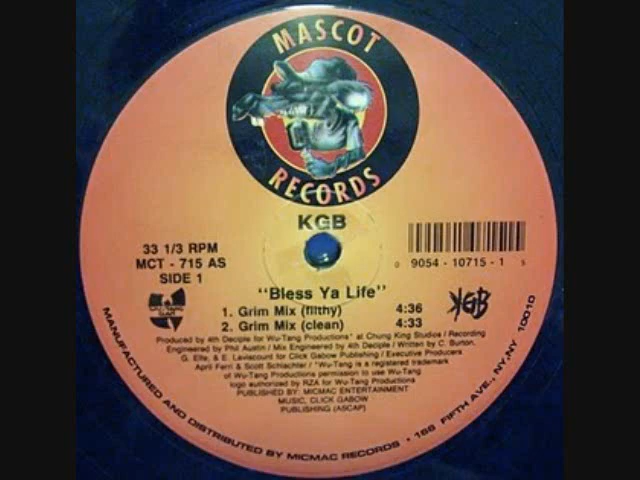 MASCOT
RECORDS
KGB
33 1/3 RPM
MCT - 715 AS
SIDE 1
0 9054 - 10715 - 1 5
"Bless Ya Life"
1. Grim Mix (filthy) 4:36
2. Grim Mix (clean) 4:33
KGB
Produced by 4th Deciple for Wu-Tang Productions" at Chung King Studios / Recording
Engineered by Phil Austin / Mix Engineered by 4th Deciple / Written by C. Burton,
G. Elfe, & E. Laviscount for Click Gabow Publishing / Executive Producers
April Ferri & Scott Schlachter / "Wu-Tang is a registered trademark
of Wu-Tang Productions permission to use Wu-Tang
logo authorized by RZA for Wu-Tang Productions
PUBLISHED BY: MICMAC ENTERTAINMENT
MUSIC, CLICK GABOW
PUBLISHING (ASCAP)
MANUFACTURED AND DISTRIBUTED BY MICMAC RECORDS • 166 FIFTH AVE., NY, NY 10010